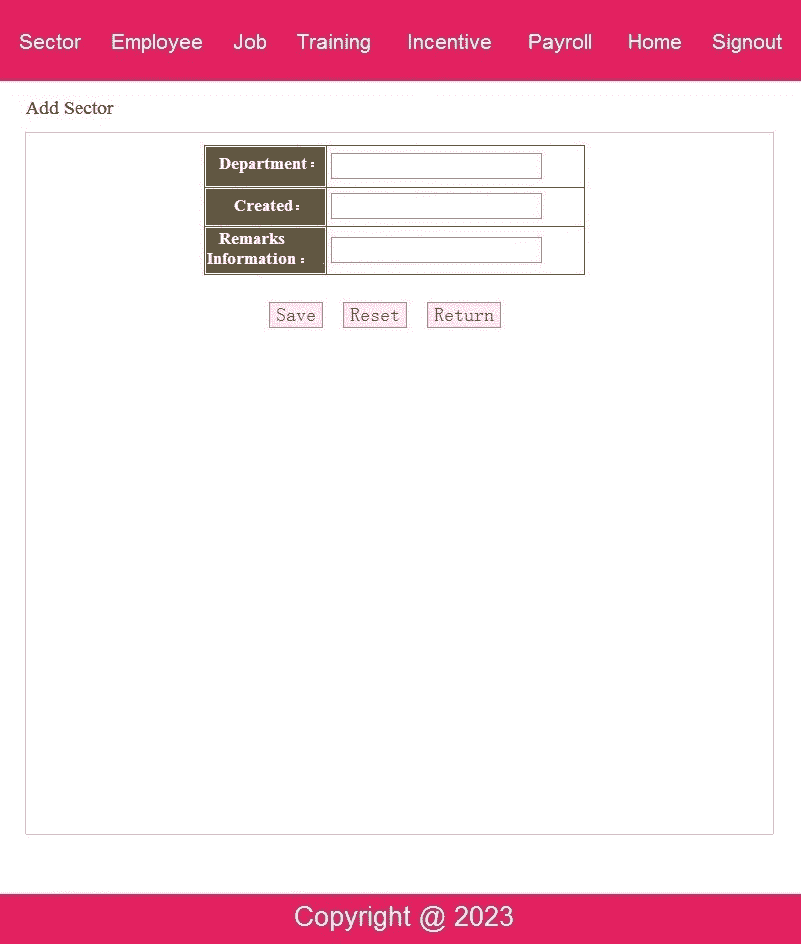 Sector Employee Job Training Incentive Payroll Home Signout
Add Sector
Department：
Created：
Remarks
Information：
Save Reset Return
Copyright @ 2023